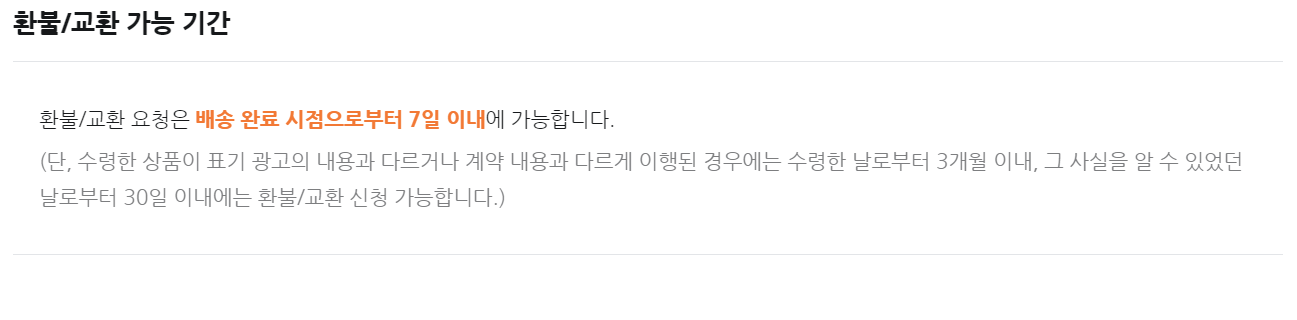 환불/교환 가능 기간
환불/교환 요청은 배송 완료 시점으로부터 7일 이내에 가능합니다.
(단, 수령한 상품이 표기 광고의 내용과 다르거나 계약 내용과 다르게 이행된 경우에는 수령한 날로부터 3개월 이내, 그 사실을 알 수 있었던
날로부터 30일 이내에는 환불/교환 신청 가능합니다.)